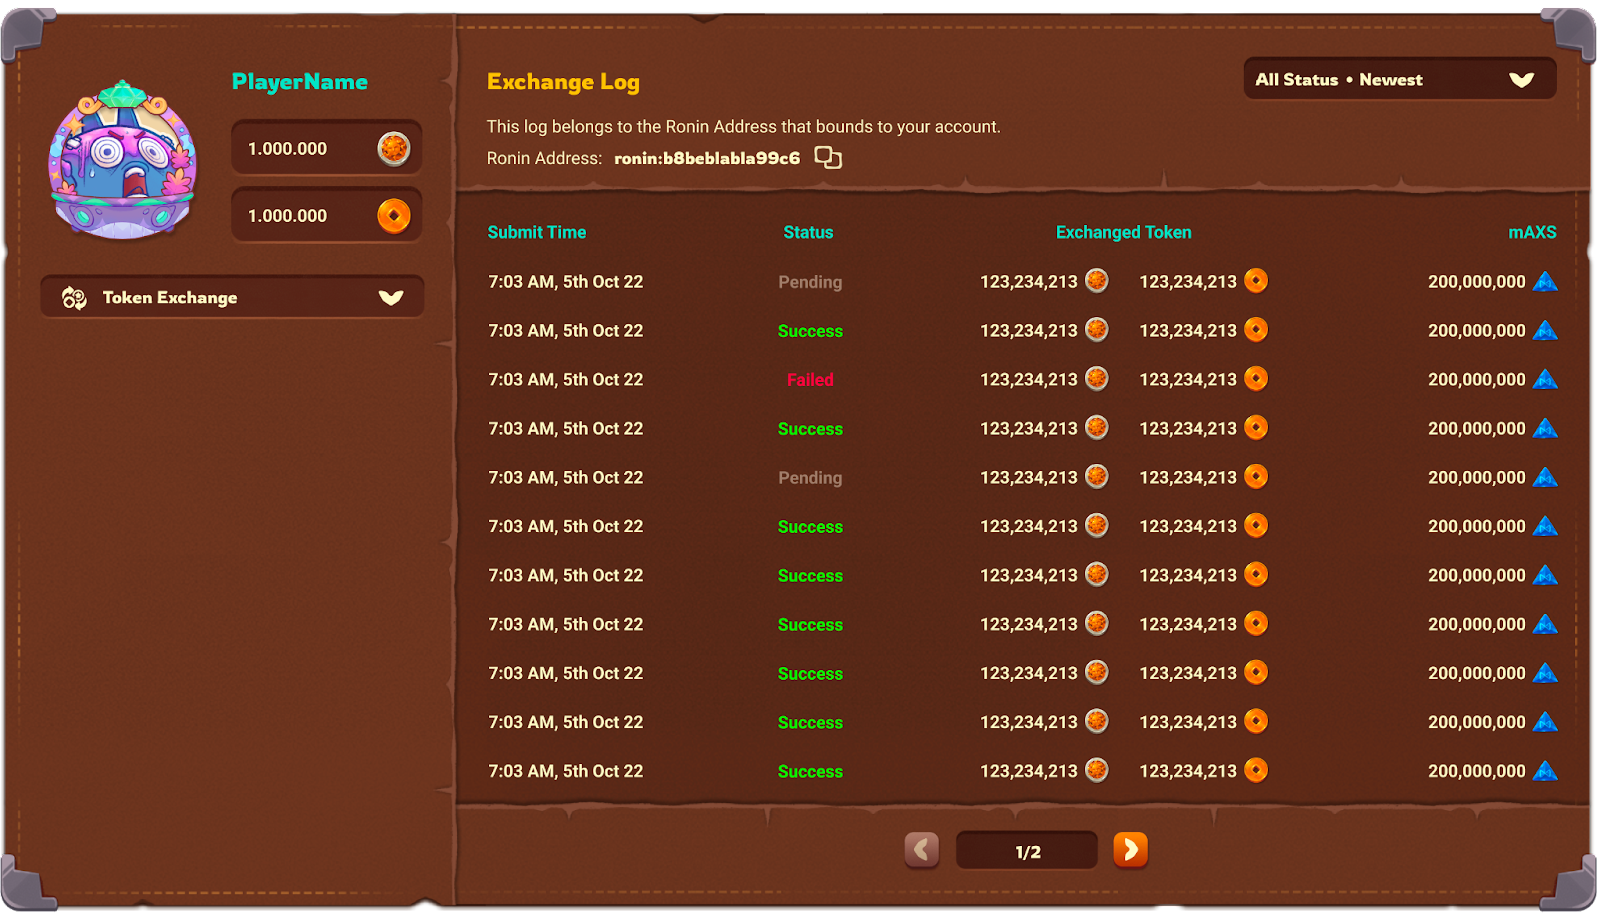 PlayerName
1.000.000
1.000.000
Token Exchange
Exchange Log
All Status • Newest
This log belongs to the Ronin Address that bounds to your account.
Ronin Address: ronin:b8beblabla99c6
Submit Time Status Exchanged Token mAXS
7:03 AM, 5th Oct 22 Pending 123,234,213 123,234,213 200,000,000
7:03 AM, 5th Oct 22 Success 123,234,213 123,234,213 200,000,000
7:03 AM, 5th Oct 22 Failed 123,234,213 123,234,213 200,000,000
7:03 AM, 5th Oct 22 Success 123,234,213 123,234,213 200,000,000
7:03 AM, 5th Oct 22 Pending 123,234,213 123,234,213 200,000,000
7:03 AM, 5th Oct 22 Success 123,234,213 123,234,213 200,000,000
7:03 AM, 5th Oct 22 Success 123,234,213 123,234,213 200,000,000
7:03 AM, 5th Oct 22 Success 123,234,213 123,234,213 200,000,000
7:03 AM, 5th Oct 22 Success 123,234,213 123,234,213 200,000,000
7:03 AM, 5th Oct 22 Success 123,234,213 123,234,213 200,000,000
7:03 AM, 5th Oct 22 Success 123,234,213 123,234,213 200,000,000
1/2